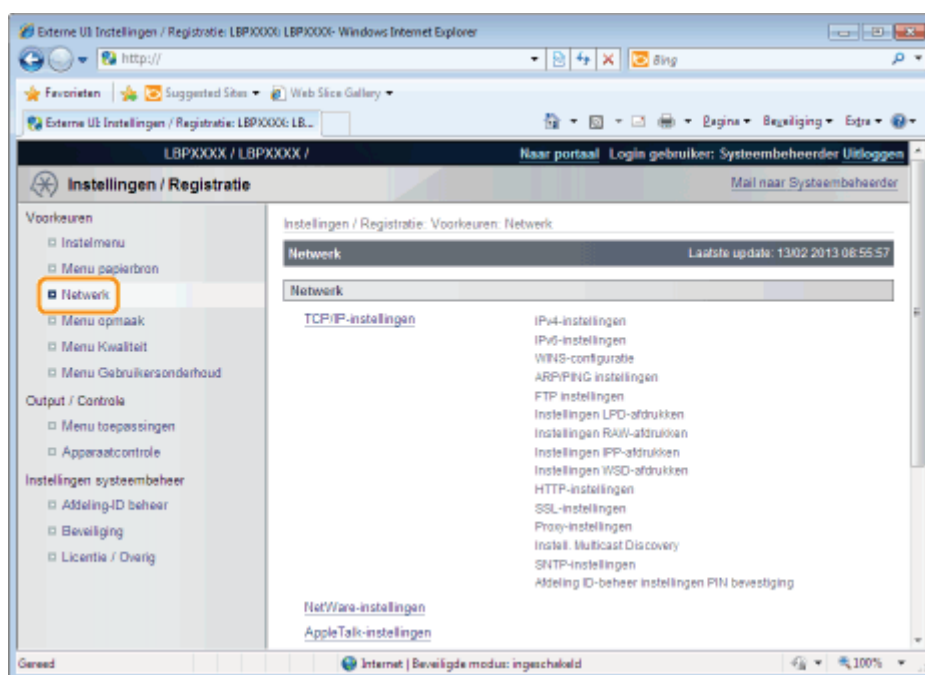 Externe UI: Instellingen / Registratie: LBPXXXX: LBPXXXX- Windows Internet Explorer
http://
Bing
Favorieten
Suggested Sites
Web Slice Gallery
Externe UI: Instellingen / Registratie: LBPXXXX: LB...
Pagina
Beveiliging
Extra
LBPXXXX / LBPXXXX /
Naar portaal Login gebruiker: Systeembeheerder Uitloggen
Instellingen / Registratie
Mail naar Systeembeheerder
Voorkeuren
Instelmenu
Menu papierbron
Netwerk
Menu opmaak
Menu Kwaliteit
Menu Gebruikersonderhoud
Output / Controle
Menu toepassingen
Apparaatcontrole
Instellingen systeembeheer
Afdeling-ID beheer
Beveiliging
Licentie / Overig
Instellingen / Registratie: Voorkeuren: Netwerk
Netwerk
Laatste update: 13/02 2013 08:55:57
Netwerk
TCP/IP-instellingen
IPv4-instellingen
IPv6-instellingen
WINS-configuratie
ARP/PING instellingen
FTP instellingen
Instellingen LPD-afdrukken
Instellingen RAW-afdrukken
Instellingen IPP-afdrukken
Instellingen WSD-afdrukken
HTTP-instellingen
SSL-instellingen
Proxy-instellingen
Install. Multicast Discovery
SNTP-instellingen
Afdeling ID-beheer instellingen PIN bevestiging
NetWare-instellingen
AppleTalk-instellingen
Gereed
Internet | Beveiligde modus: ingeschakeld
100%